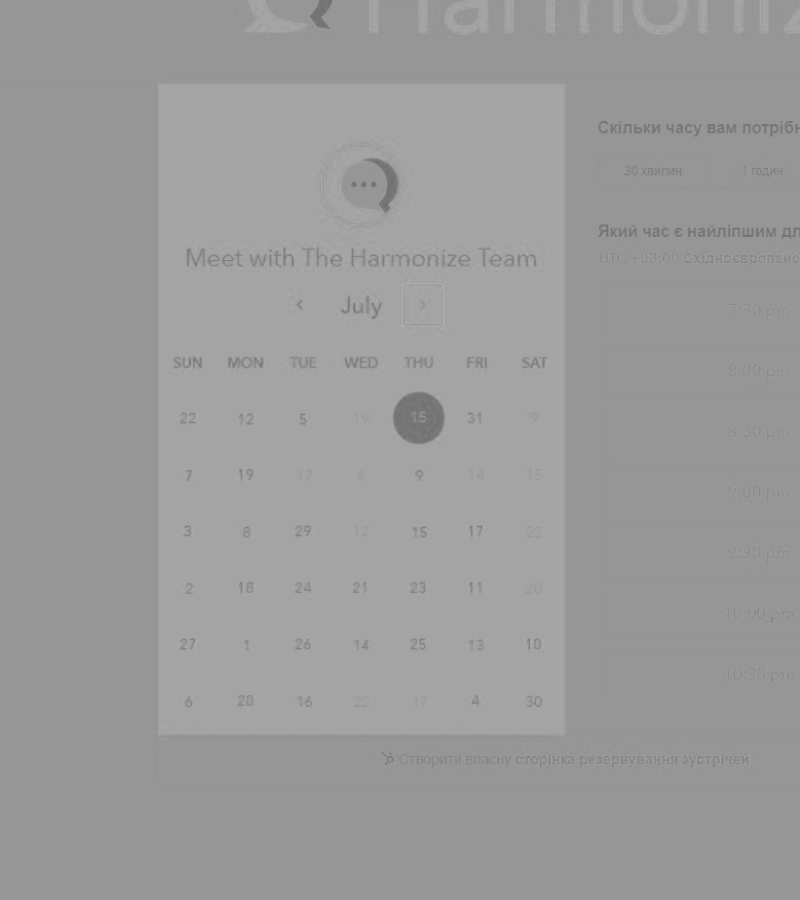 Harmoniz
Meet with The Harmonize Team
July
SUN MON TUE WED THU FRI SAT
22 12 5 19 15 31 9
7 19 17 4 9 14 15
3 8 29 12 15 17 22
2 18 24 21 23 11 20
27 1 26 14 25 13 10
6 20 16 22 17 4 30
Скільки часу вам потрібн
30 хвилин 1 годин
Який час є найліпшим дл
UTC +03:00 Східноєвропейс
7:30 pm
8:00 pm
8:30 pm
9:00 pm
9:30 pm
10:00 pm
10:30 pm
Створити власну сторінка резервування зустрічей